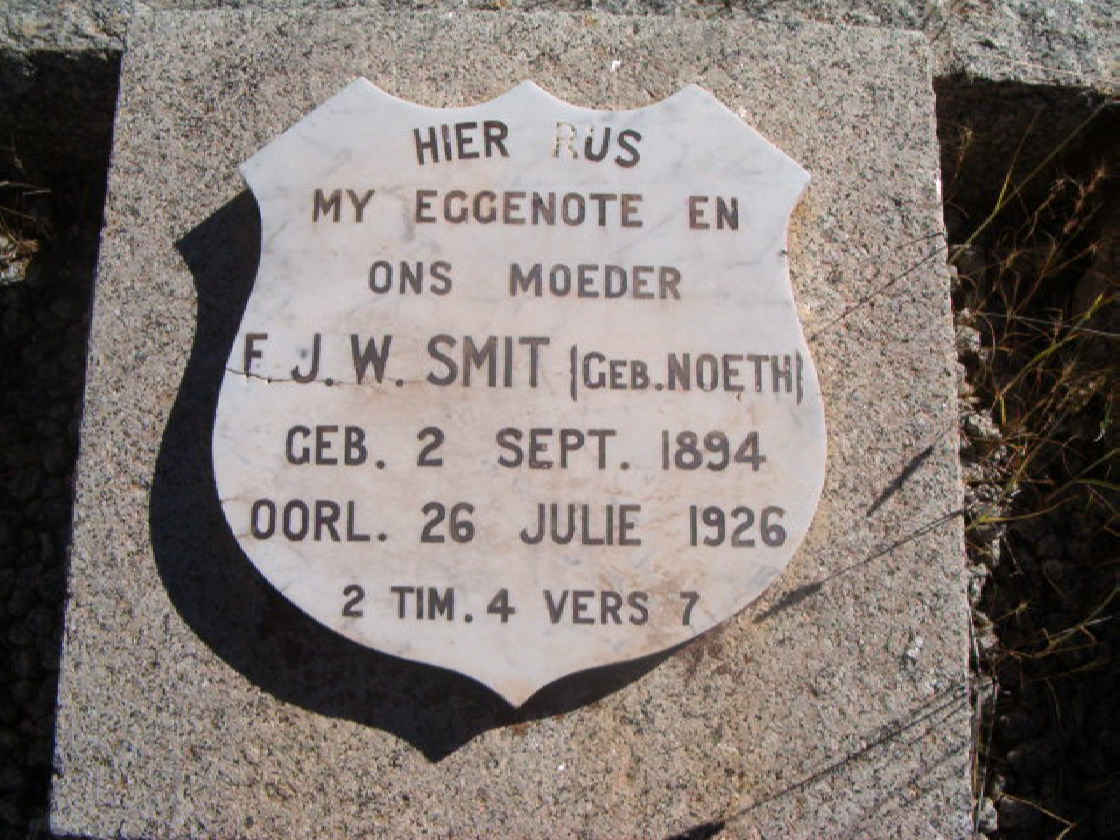 HIER RUS
MY EGGENOTE EN
ONS MOEDER
F. J. W. SMIT (GEB. NOETH)
GEB. 2 SEPT. 1894
OORL. 26 JULIE 1926
2 TIM. 4 VERS 7